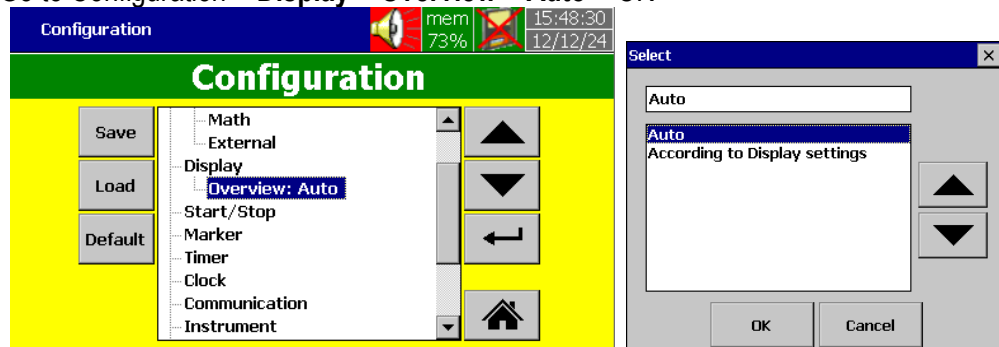 Configuration
mem
73%
15:48:30
12/12/24
Configuration
Save
Load
Default
Math
External
Display
Overview: Auto
Start/Stop
Marker
Timer
Clock
Communication
Instrument
Select
Auto
Auto
According to Display settings
OK
Cancel